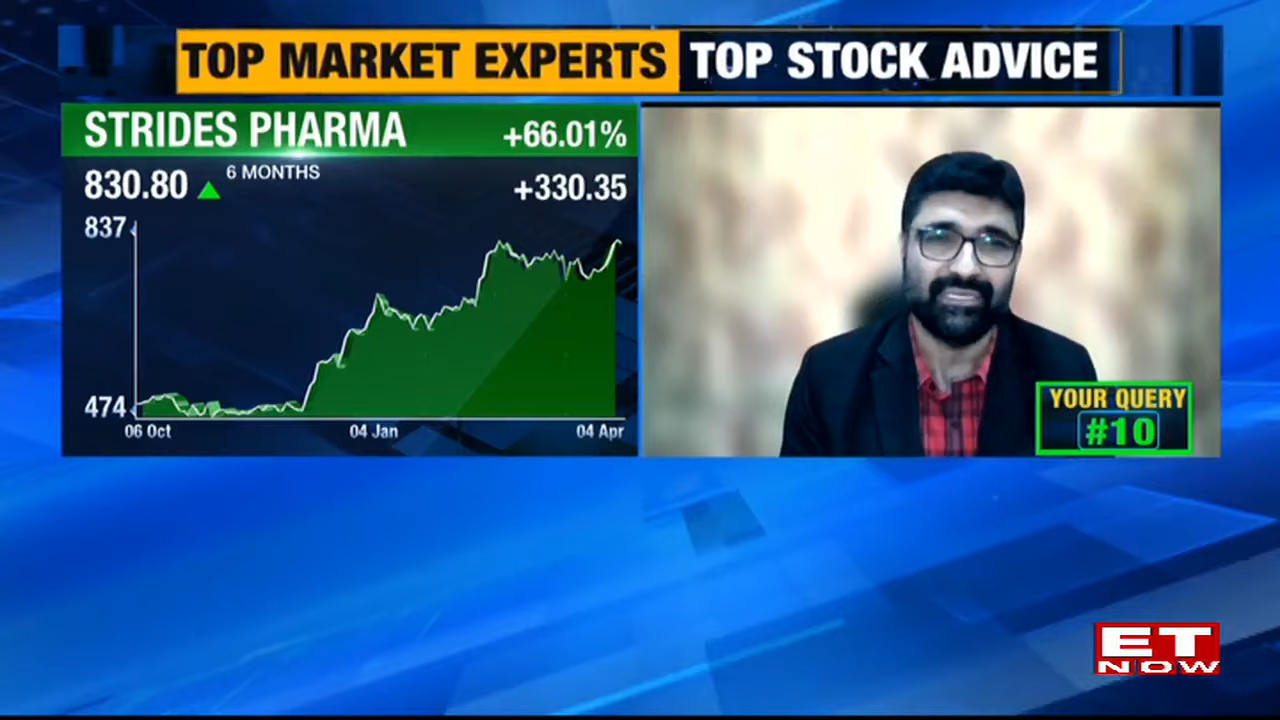 TOP MARKET EXPERTS TOP STOCK ADVICE
STRIDES PHARMA +66.01%
830.80 6 MONTHS +330.35
837
474
06 Oct 04 Jan 04 Apr
YOUR QUERY
#10
ET
NOW